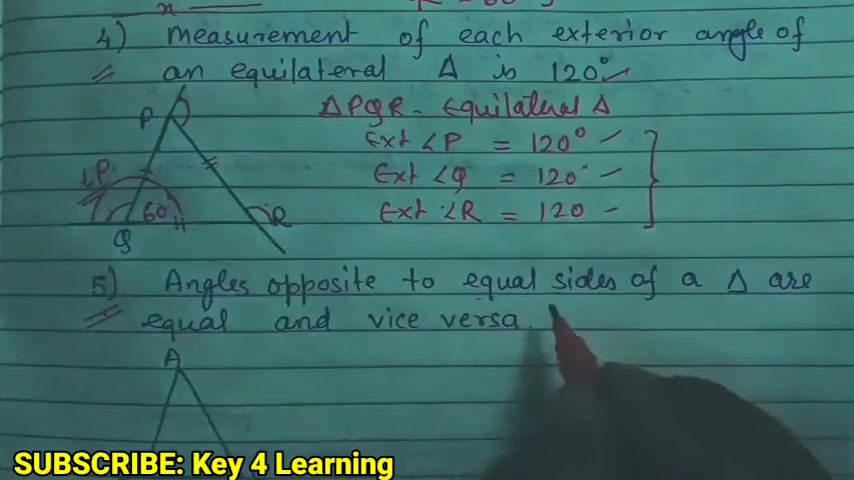 4) Measurement of each exterior angle of
an equilateral Δ is 120°
P
ΔPQR - Equilateral Δ
Ext ∠P = 120°
Ext ∠Q = 120°
Ext ∠R = 120
60
R
Q
5) Angles opposite to equal sides of a Δ are
equal and vice versa.
A
SUBSCRIBE: Key 4 Learning